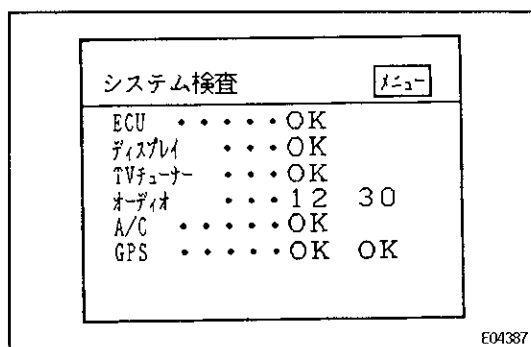 システム検査 メニュー
ECU ・・・・・OK
ディスプレイ ・・・OK
TVチューナー ・・・OK
オーディオ ・・・12 30
A/C ・・・・・OK
GPS ・・・・・OK OK
E04387